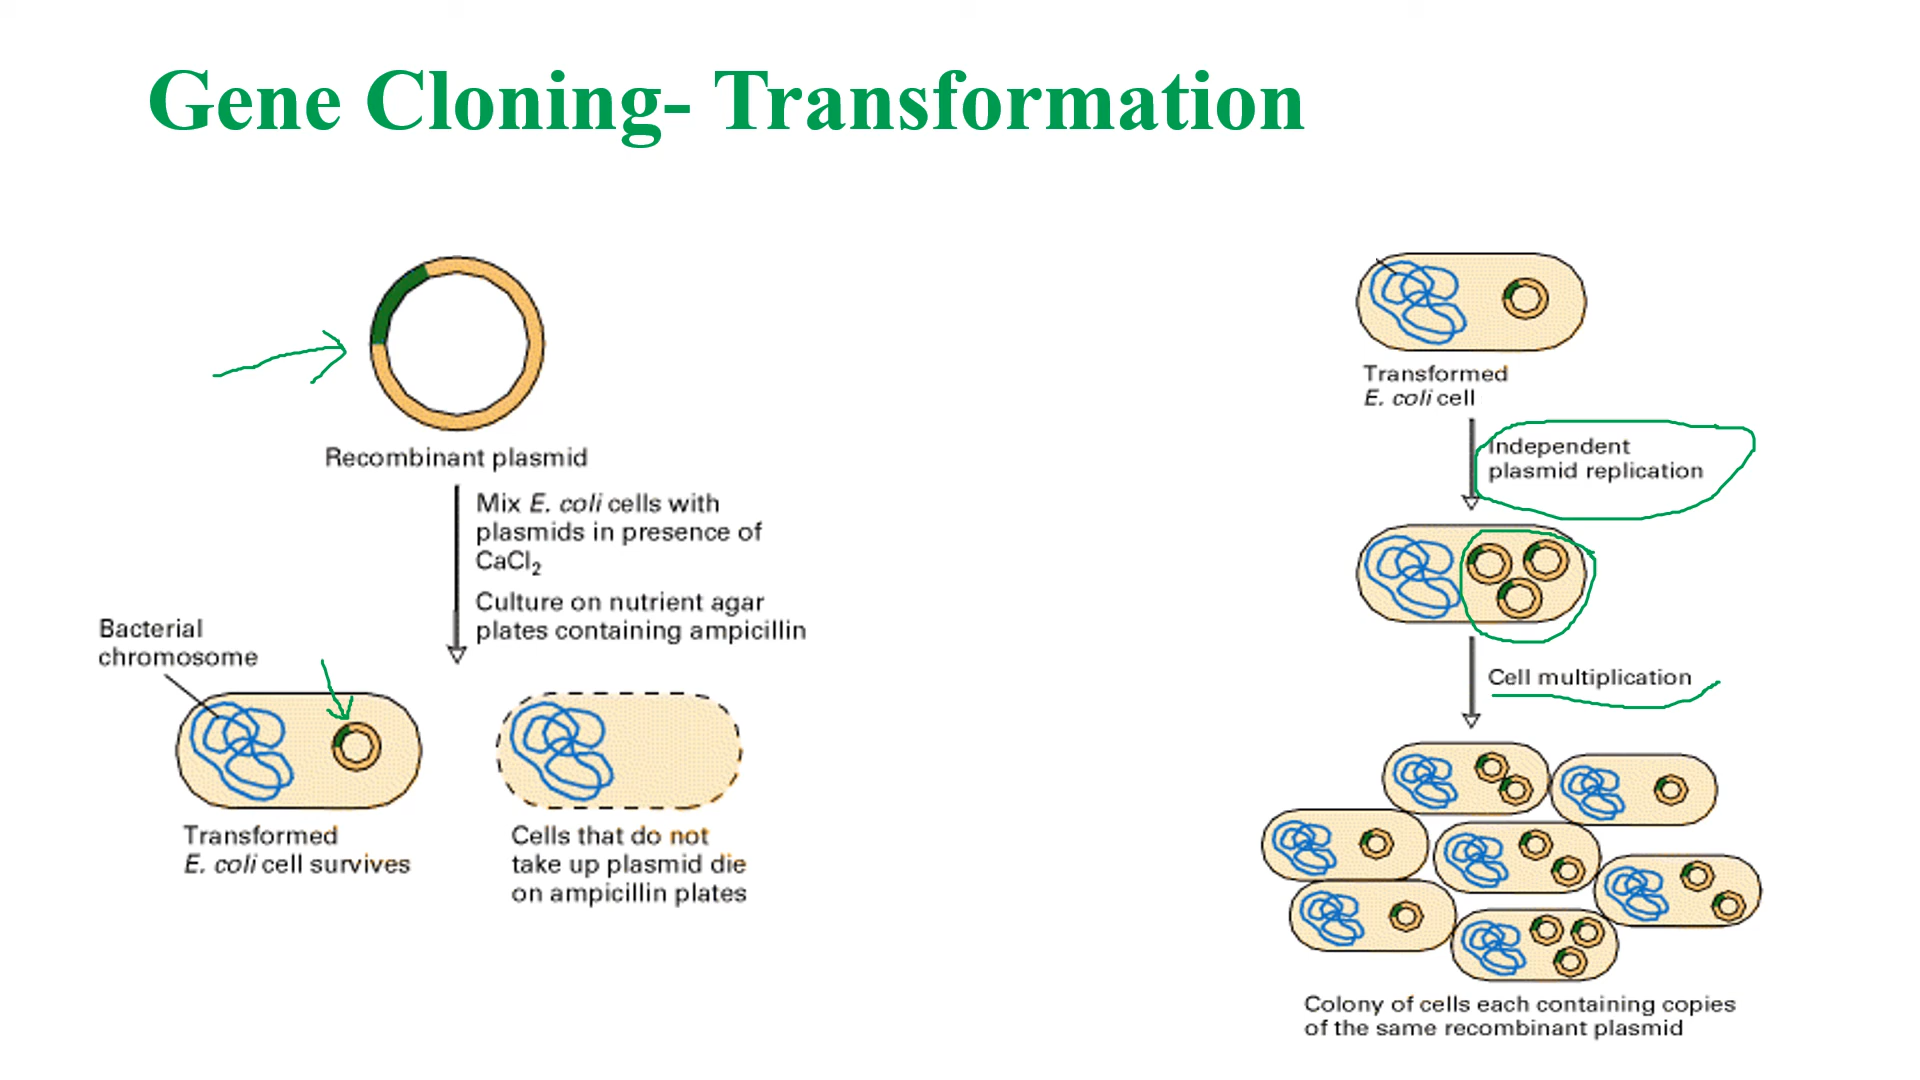 Gene Cloning- Transformation
Recombinant plasmid
Mix E. coli cells with
plasmids in presence of
CaCl₂
Culture on nutrient agar
plates containing ampicillin
Bacterial
chromosome
Transformed
E. coli cell survives
Cells that do not
take up plasmid die
on ampicillin plates
Transformed
E. coli cell
Independent
plasmid replication
Cell multiplication
Colony of cells each containing copies
of the same recombinant plasmid